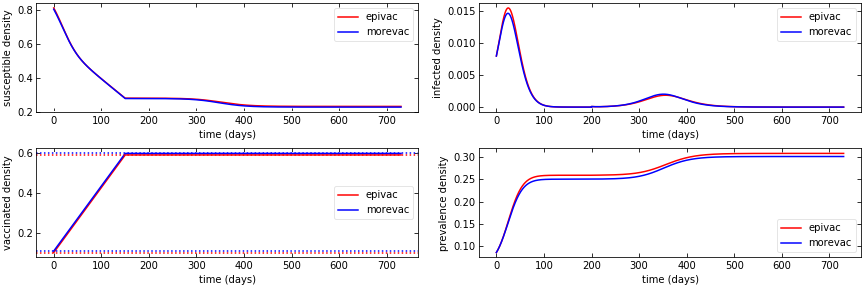 susceptible density
0.8
0.6
0.4
0.2
epivac
morevac
0 100 200 300 400 500 600 700
time (days)
infected density
0.015
0.010
0.005
0.000
epivac
morevac
0 100 200 300 400 500 600 700
time (days)
vaccinated density
0.6
0.4
0.2
epivac
morevac
0 100 200 300 400 500 600 700
time (days)
prevalence density
0.30
0.25
0.20
0.15
0.10
epivac
morevac
0 100 200 300 400 500 600 700
time (days)